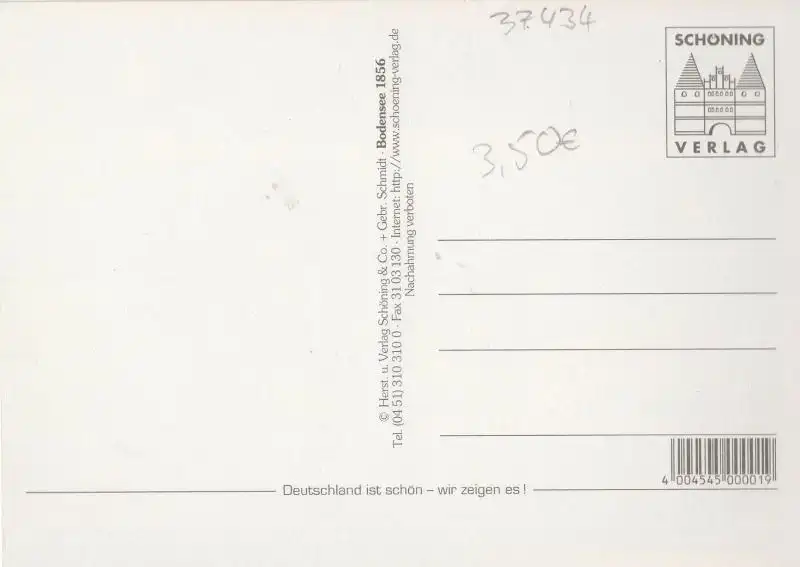 37434
SCHÖNING
VERLAG
3,50€
© Herst. u. Verlag Schöning & Co. + Gebr. Schmidt · Bodensee 1856
Tel. (04 51) 310 310 0 · Fax 31 03 130 · Internet: http://www.schoening-verlag.de
Nachahmung verboten
4 004545 000019
Deutschland ist schön – wir zeigen es !